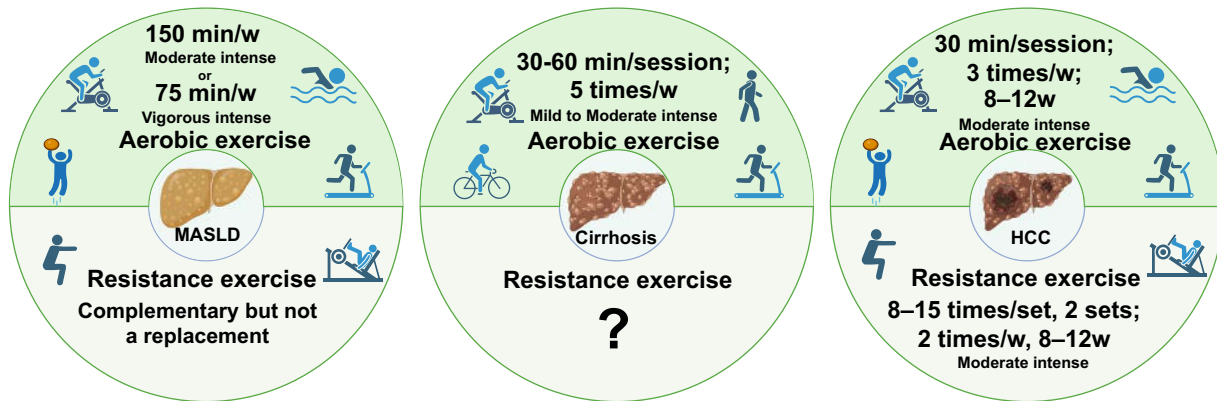 150 min/w
Moderate intense
or
75 min/w
Vigorous intense
Aerobic exercise
MASLD
Resistance exercise
Complementary but not
a replacement
30-60 min/session;
5 times/w
Mild to Moderate intense
Aerobic exercise
Cirrhosis
Resistance exercise
?
30 min/session;
3 times/w;
8–12w
Moderate intense
Aerobic exercise
HCC
Resistance exercise
8–15 times/set, 2 sets;
2 times/w, 8–12w
Moderate intense